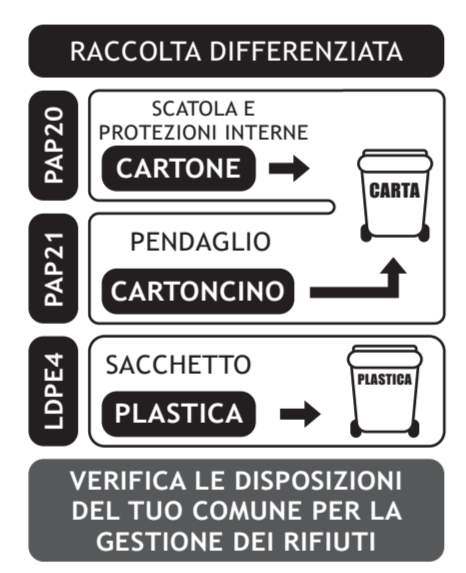 RACCOLTA DIFFERENZIATA
PAP20
SCATOLA E
PROTEZIONI INTERNE
CARTONE
CARTA
PAP21
PENDAGLIO
CARTONCINO
LDPE4
SACCHETTO
PLASTICA
PLASTICA
VERIFICA LE DISPOSIZIONI
DEL TUO COMUNE PER LA
GESTIONE DEI RIFIUTI